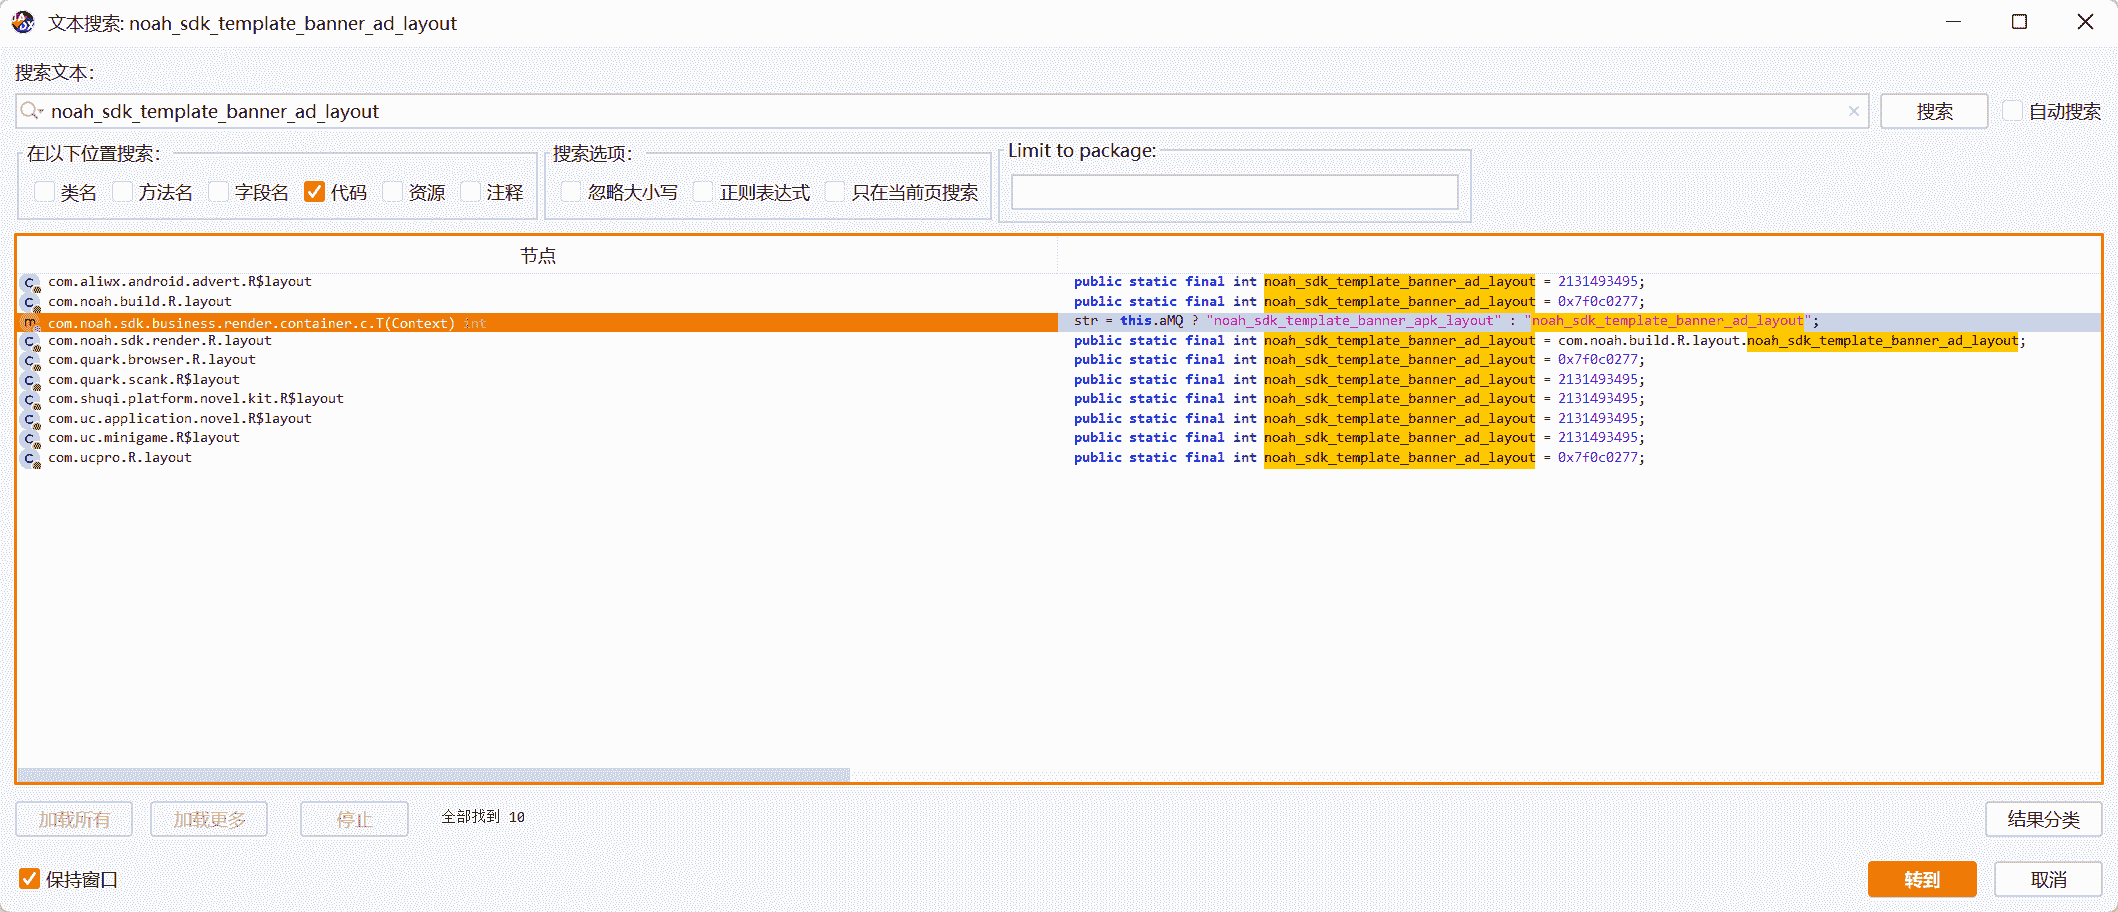 文本搜索: noah_sdk_template_banner_ad_layout
搜索文本:
noah_sdk_template_banner_ad_layout
搜索
自动搜索
在以下位置搜索:
类名 方法名 字段名 代码 资源 注释
搜索选项:
忽略大小写 正则表达式 只在当前页搜索
Limit to package:
节点
com.aliwx.android.advert.R$layout public static final int noah_sdk_template_banner_ad_layout = 2131493495;
com.noah.build.R.layout public static final int noah_sdk_template_banner_ad_layout = 0x7f0c0277;
com.noah.sdk.business.render.container.c.T(Context) int str = this.aMQ ? "noah_sdk_template_banner_apk_layout" : "noah_sdk_template_banner_ad_layout";
com.noah.sdk.render.R.layout public static final int noah_sdk_template_banner_ad_layout = com.noah.build.R.layout.noah_sdk_template_banner_ad_layout;
com.quark.browser.R.layout public static final int noah_sdk_template_banner_ad_layout = 0x7f0c0277;
com.quark.scank.R$layout public static final int noah_sdk_template_banner_ad_layout = 2131493495;
com.shuqi.platform.novel.kit.R$layout public static final int noah_sdk_template_banner_ad_layout = 2131493495;
com.uc.application.novel.R$layout public static final int noah_sdk_template_banner_ad_layout = 2131493495;
com.uc.minigame.R$layout public static final int noah_sdk_template_banner_ad_layout = 2131493495;
com.ucpro.R.layout public static final int noah_sdk_template_banner_ad_layout = 0x7f0c0277;
加载所有 加载更多 停止 全部找到 10 结果分类
保持窗口 转到 取消